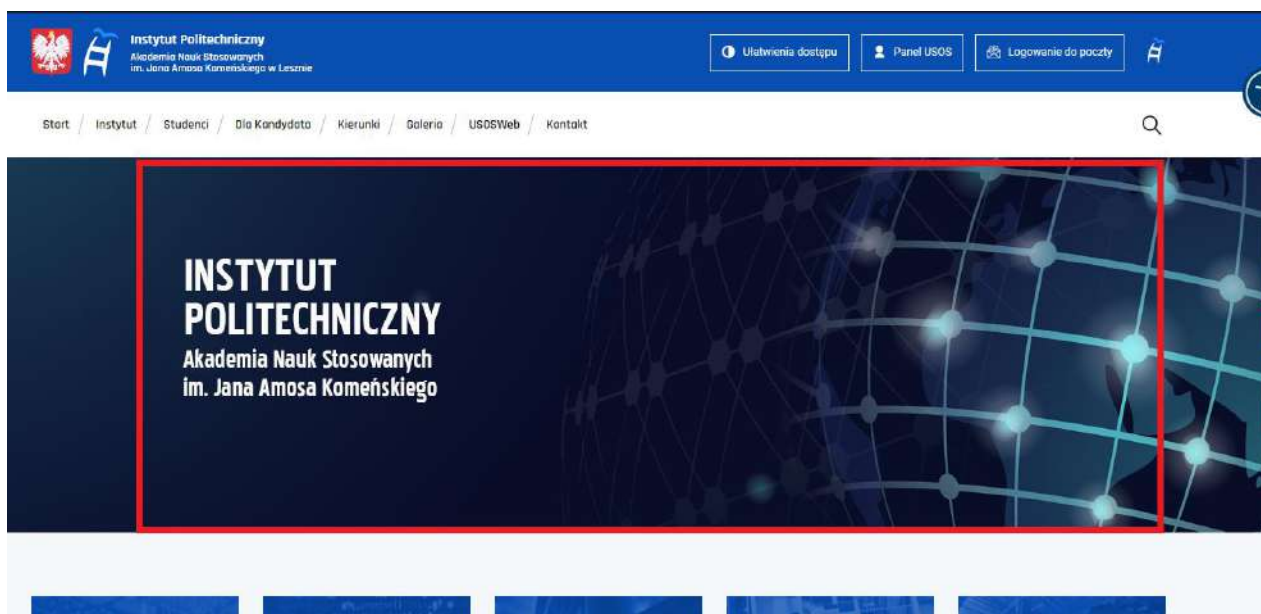 Instytut Politechniczny
Akademia Nauk Stosowanych
im. Jana Amosa Komeńskiego w Lesznie
Ułatwienia dostępu
Panel USOS
Logowanie do poczty
Start / Instytut / Studenci / Dla Kandydata / Kierunki / Galeria / USOSWeb / Kontakt
INSTYTUT
POLITECHNICZNY
Akademia Nauk Stosowanych
im. Jana Amosa Komeńskiego